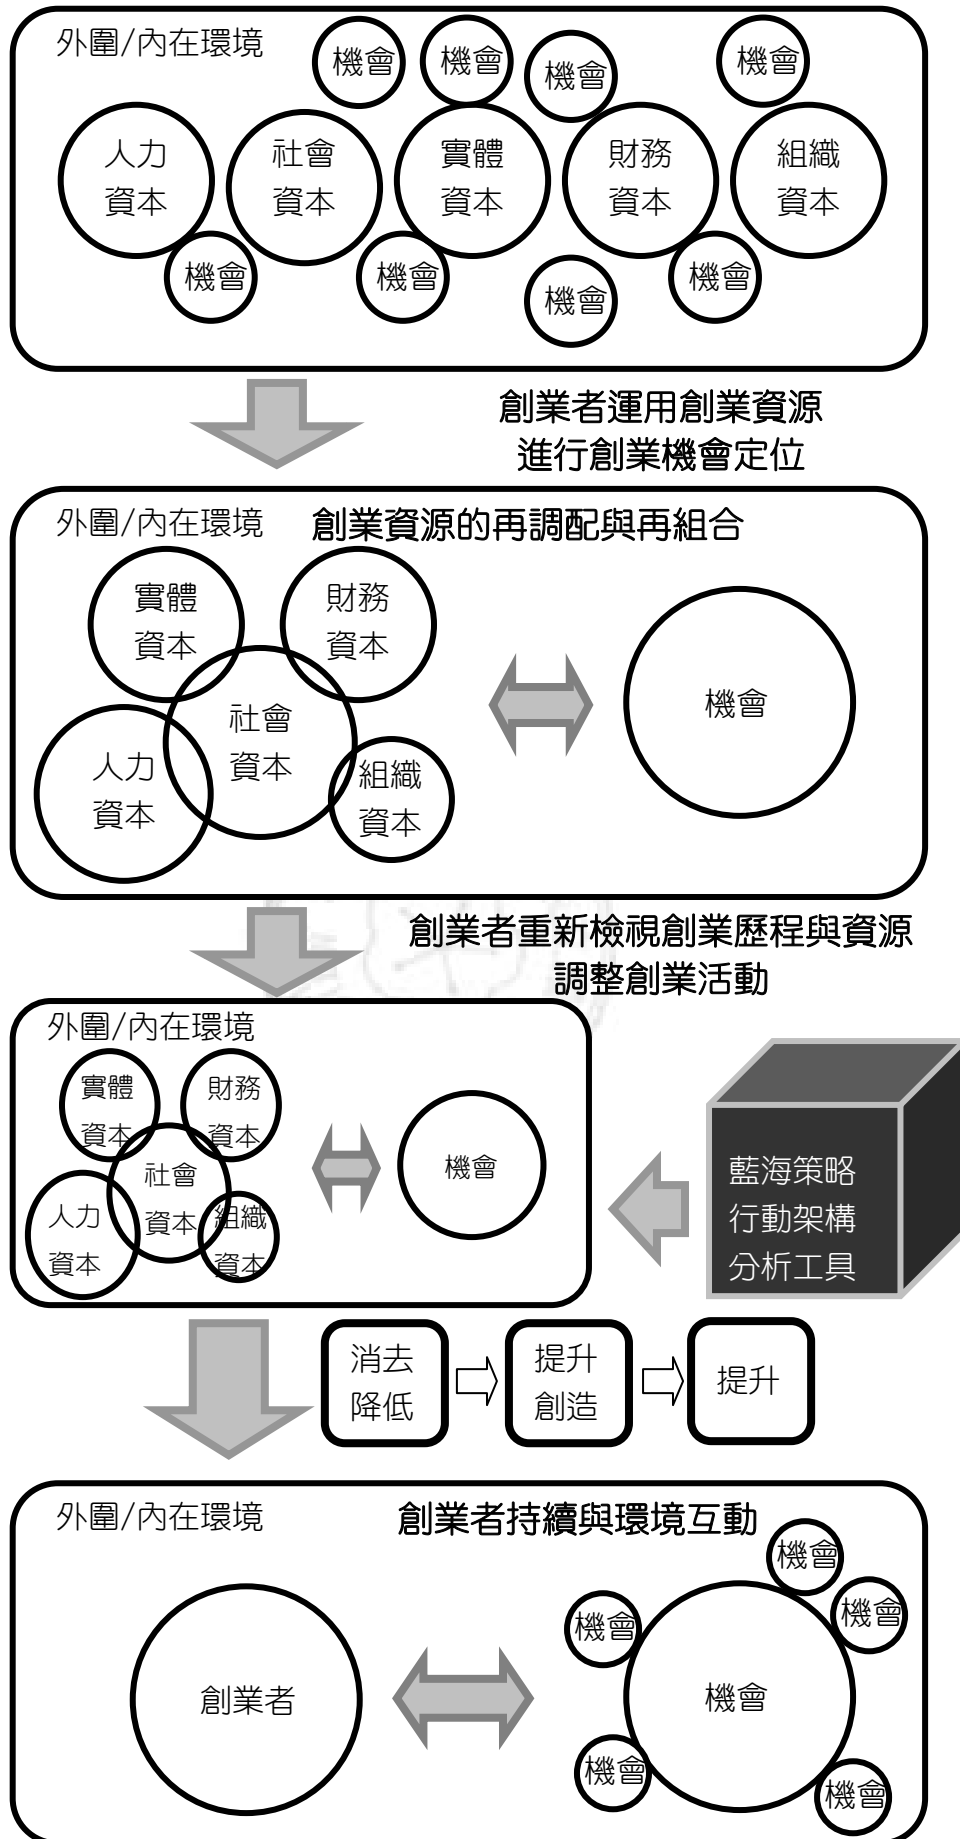 外圍/內在環境
機會
機會
機會
機會
人力
資本
社會
資本
實體
資本
財務
資本
組織
資本
機會
機會
機會
機會
創業者運用創業資源
進行創業機會定位
外圍/內在環境
創業資源的再調配與再組合
實體
資本
財務
資本
社會
資本
人力
資本
組織
資本
機會
創業者重新檢視創業歷程與資源
調整創業活動
外圍/內在環境
實體
資本
財務
資本
社會
資本
人力
資本
組織
資本
機會
藍海策略
行動架構
分析工具
消去
降低
提升
創造
提升
外圍/內在環境
創業者持續與環境互動
創業者
機會
機會
機會
機會
機會
機會